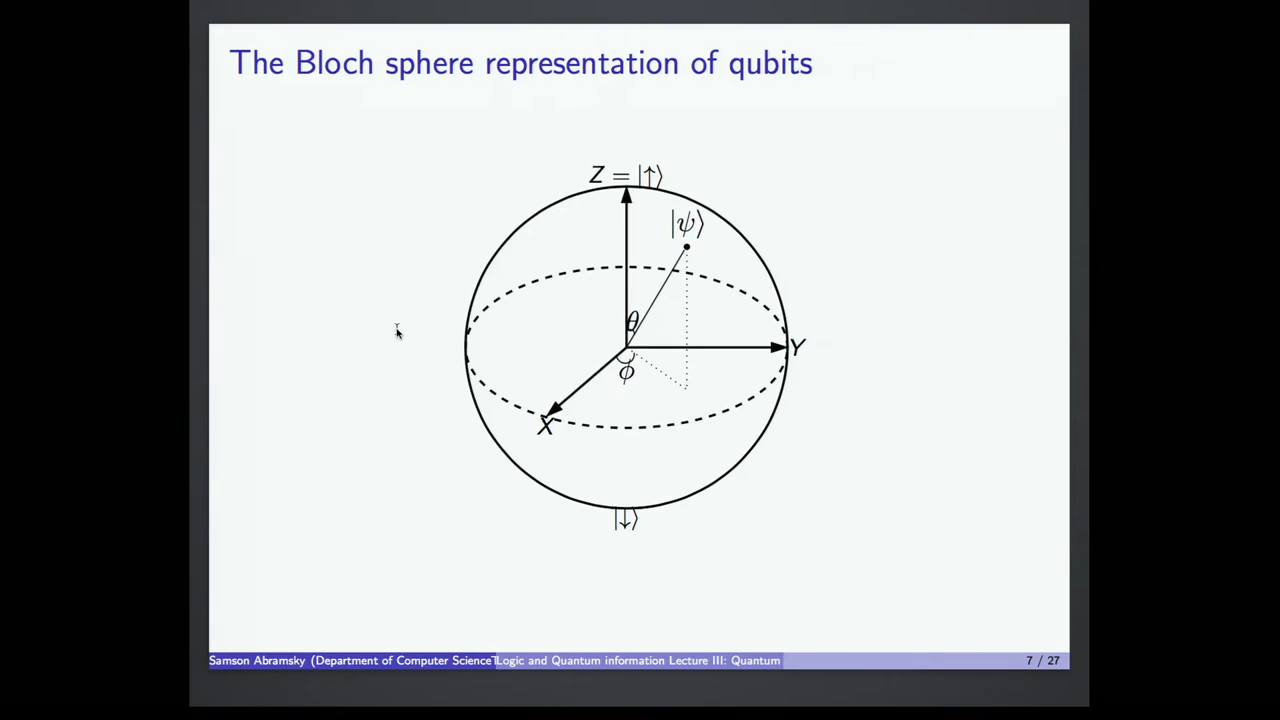 The Bloch sphere representation of qubits
Z = |↑⟩
|ψ⟩
θ
Y
ϕ
X
|↓⟩
Samson Abramsky (Department of Computer Science Logic and Quantum information Lecture III: Quantum 7 / 27